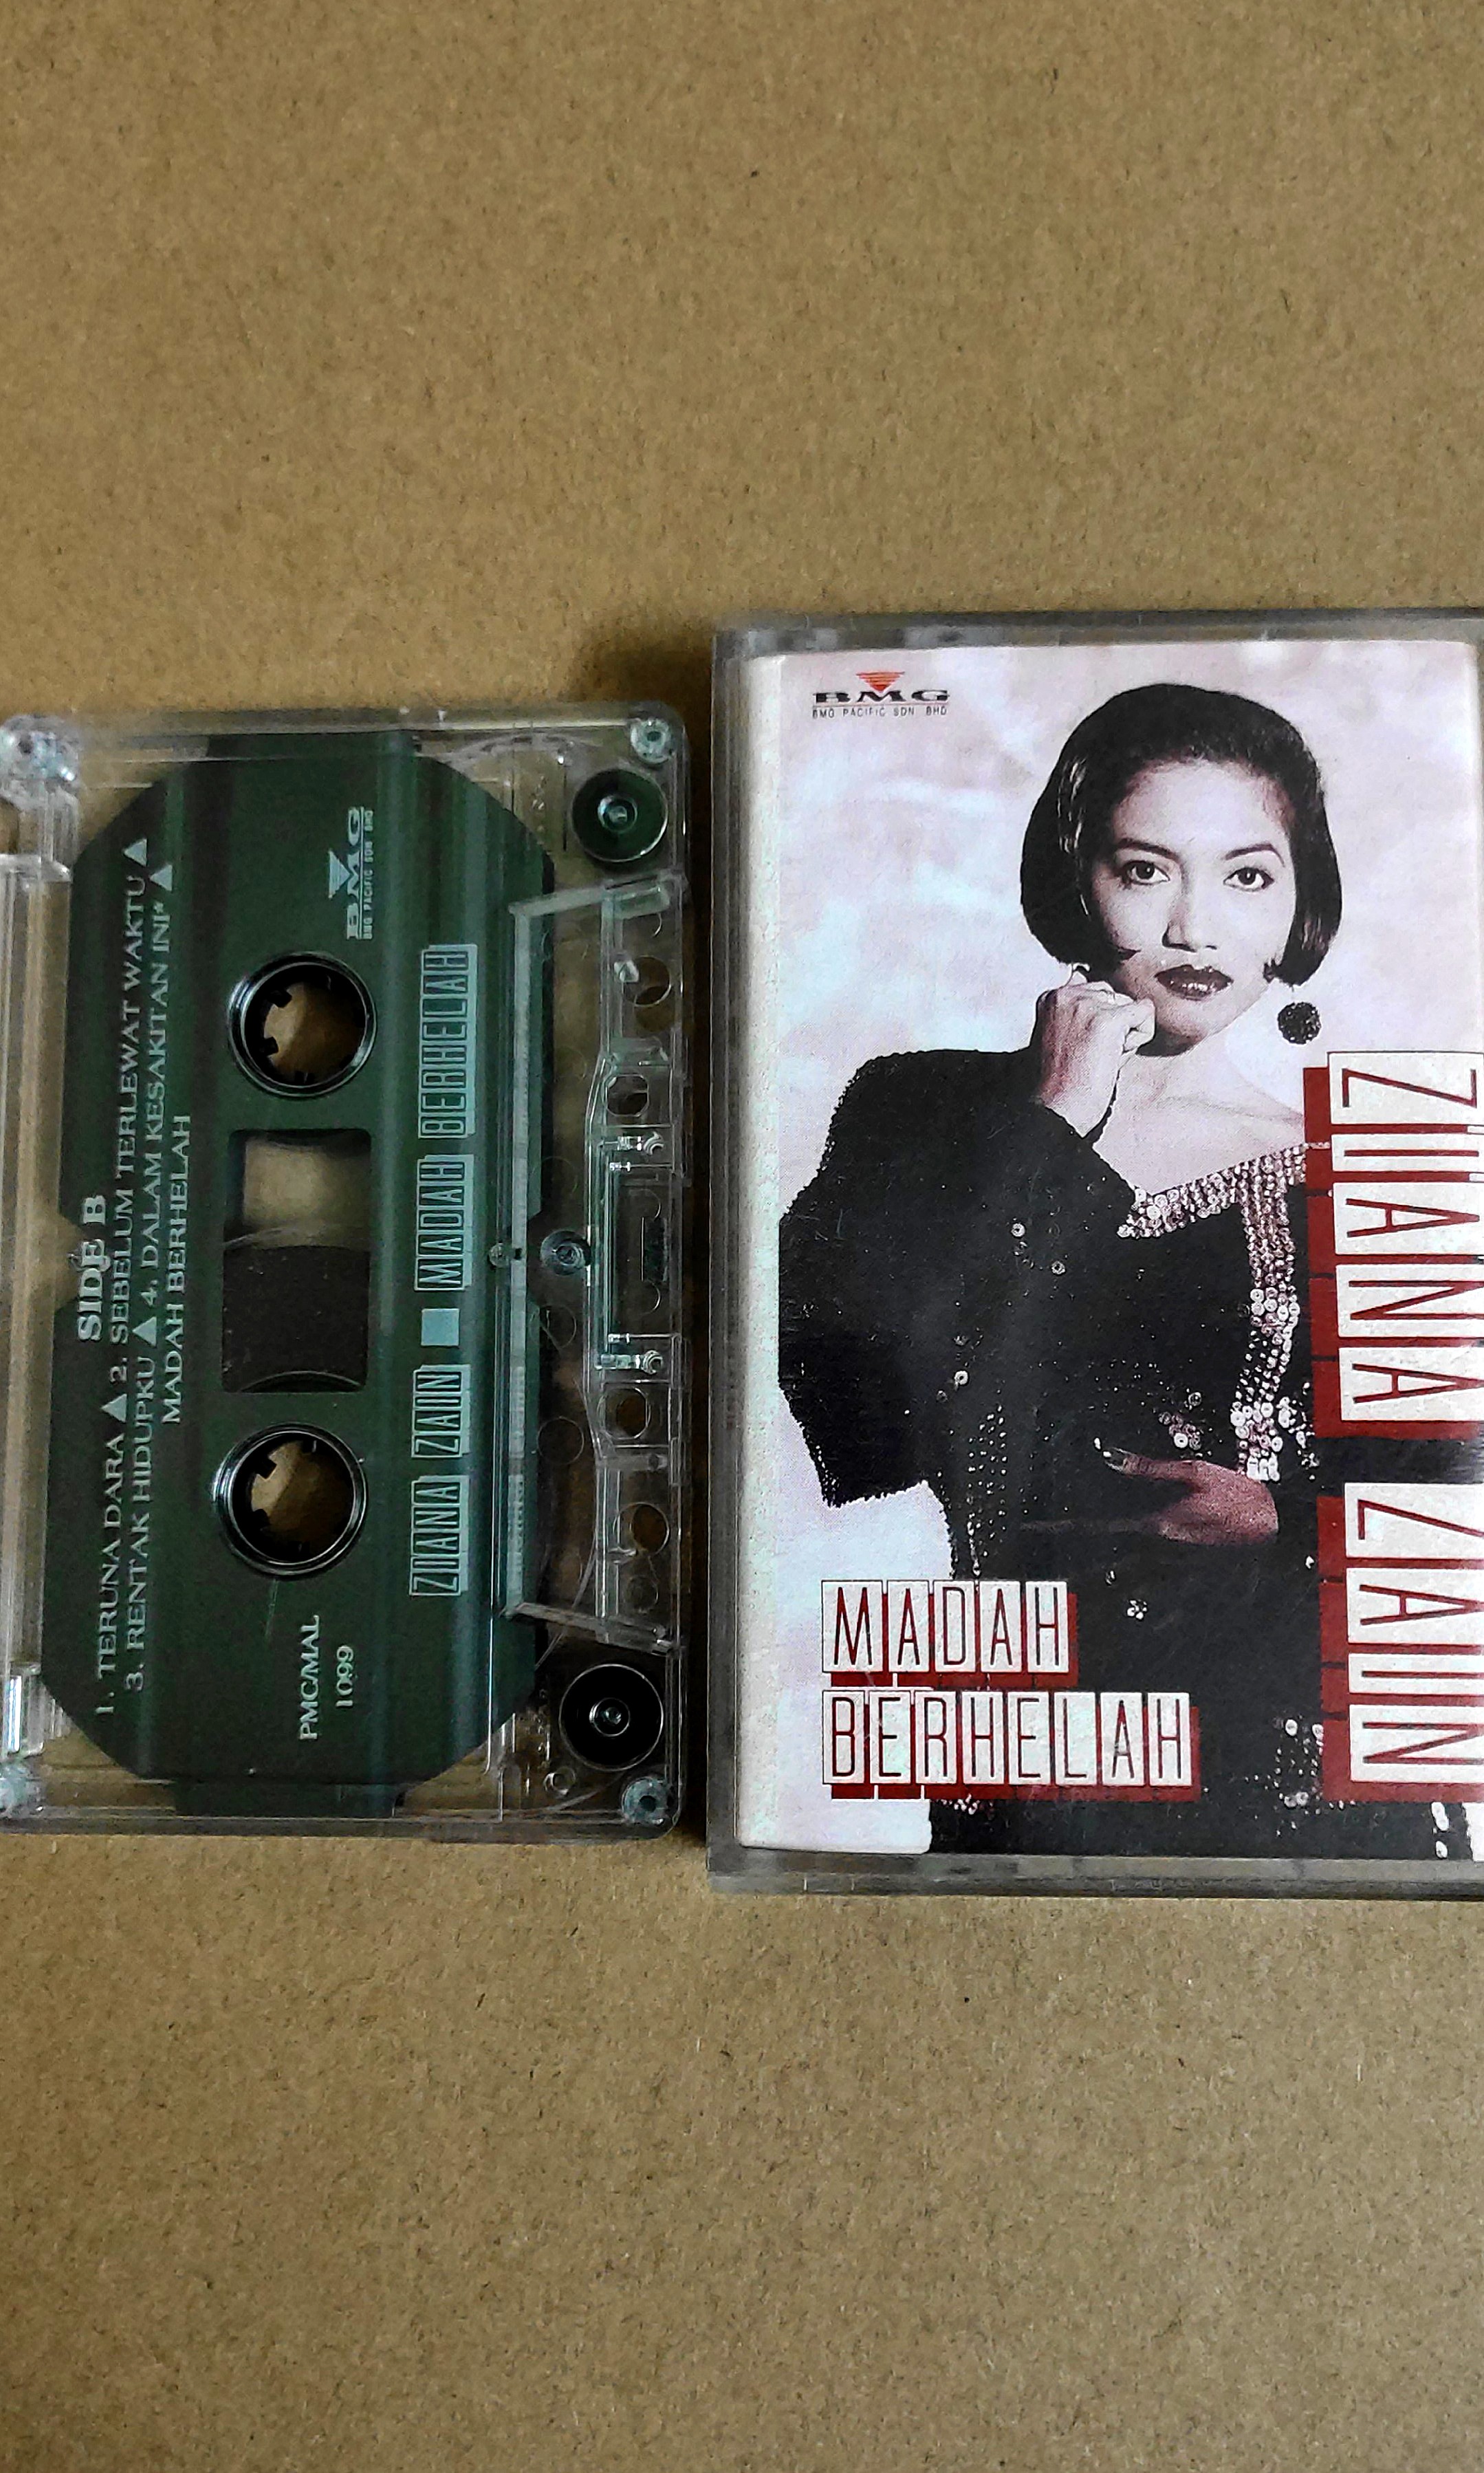 SIDE B
1. TERUNA DARA ▲ 2. SEBELUM TERLEWAT WAKTU ▲
3. RENTAK HIDUPKU ▲ 4. DALAM KESAKITAN INI* ▲
MADAH BERHELAH
PMC/MAL
1099
BMG
BMG PACIFIC SDN BHD
ZIANA ZAIN ■ MADAH BERHELAH
BMG
BMG PACIFIC SDN BHD
ZIANA ZAIN
MADAH
BERHELAH